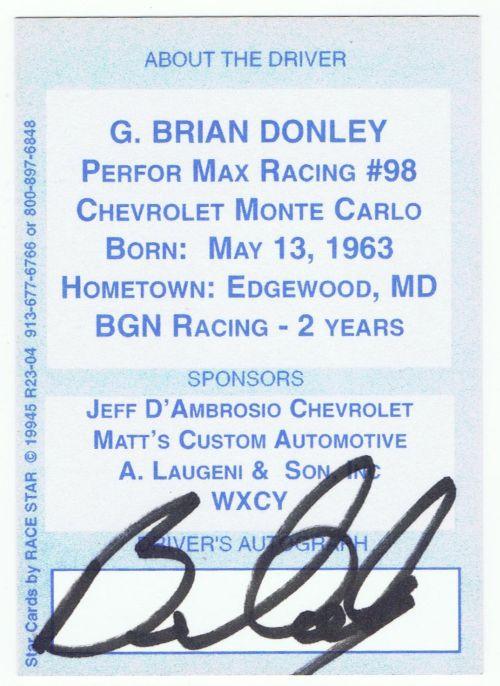 ABOUT THE DRIVER
G. BRIAN DONLEY
PERFOR MAX RACING #98
CHEVROLET MONTE CARLO
BORN: MAY 13, 1963
HOMETOWN: EDGEWOOD, MD
BGN RACING - 2 YEARS
SPONSORS
JEFF D'AMBROSIO CHEVROLET
MATT'S CUSTOM AUTOMOTIVE
A. LAUGENI & SON, INC
WXCY
DRIVER'S AUTOGRAPH
Star Cards by RACE STAR © 19945 R23-04 913-677-6766 or 800-897-6848